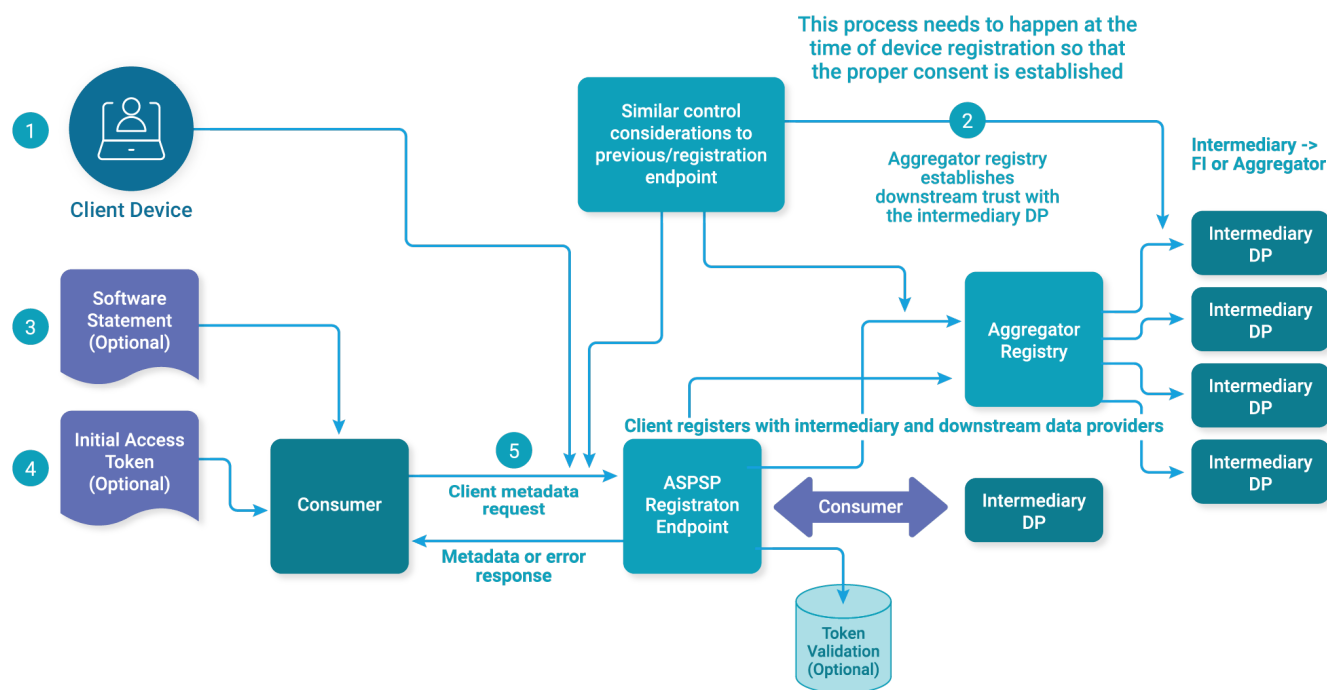 This process needs to happen at the
time of device registration so that
the proper consent is established
1
Client Device
Similar control
considerations to
previous/registration
endpoint
2
Aggregator registry
establishes
downstream trust with
the intermediary DP
Intermediary ->
FI or Aggregator
Intermediary
DP
Intermediary
DP
Intermediary
DP
Intermediary
DP
3
Software
Statement
(Optional)
Aggregator
Registry
4
Initial Access
Token
(Optional)
Client registers with intermediary and downstream data providers
Consumer
5
Client metadata
request
Metadata or error
response
ASPSP
Registraton
Endpoint
Consumer
Intermediary
DP
Token
Validation
(Optional)